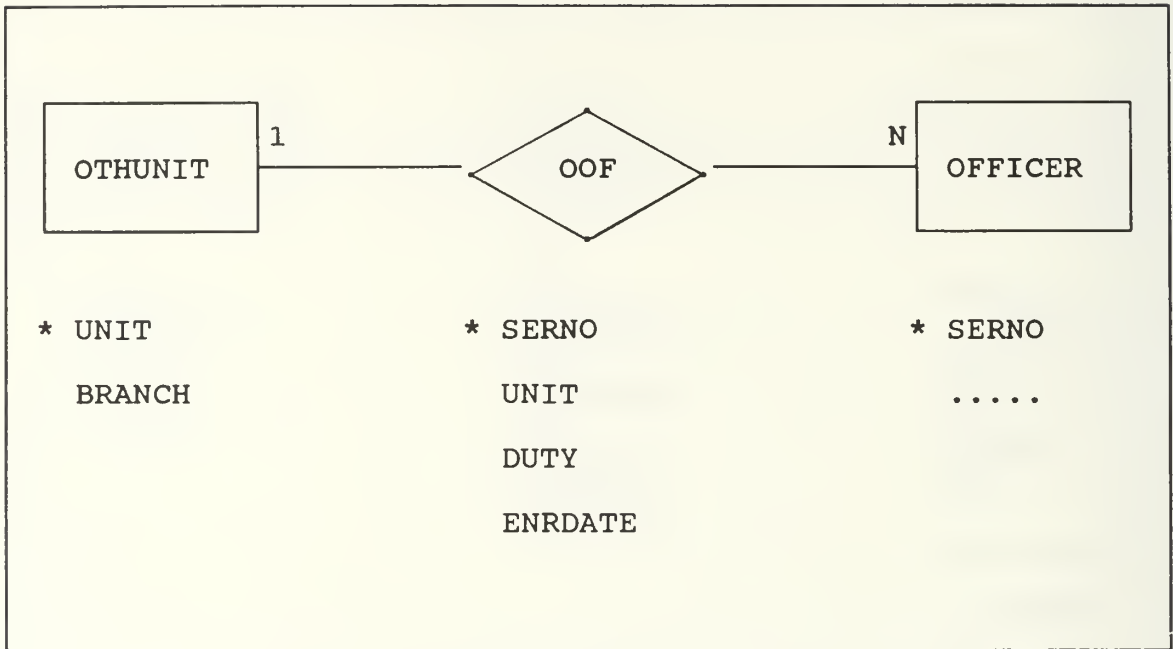 1 N
OTHUNIT OOF OFFICER
* UNIT * SERNO * SERNO
BRANCH UNIT .....
DUTY
ENRDATE